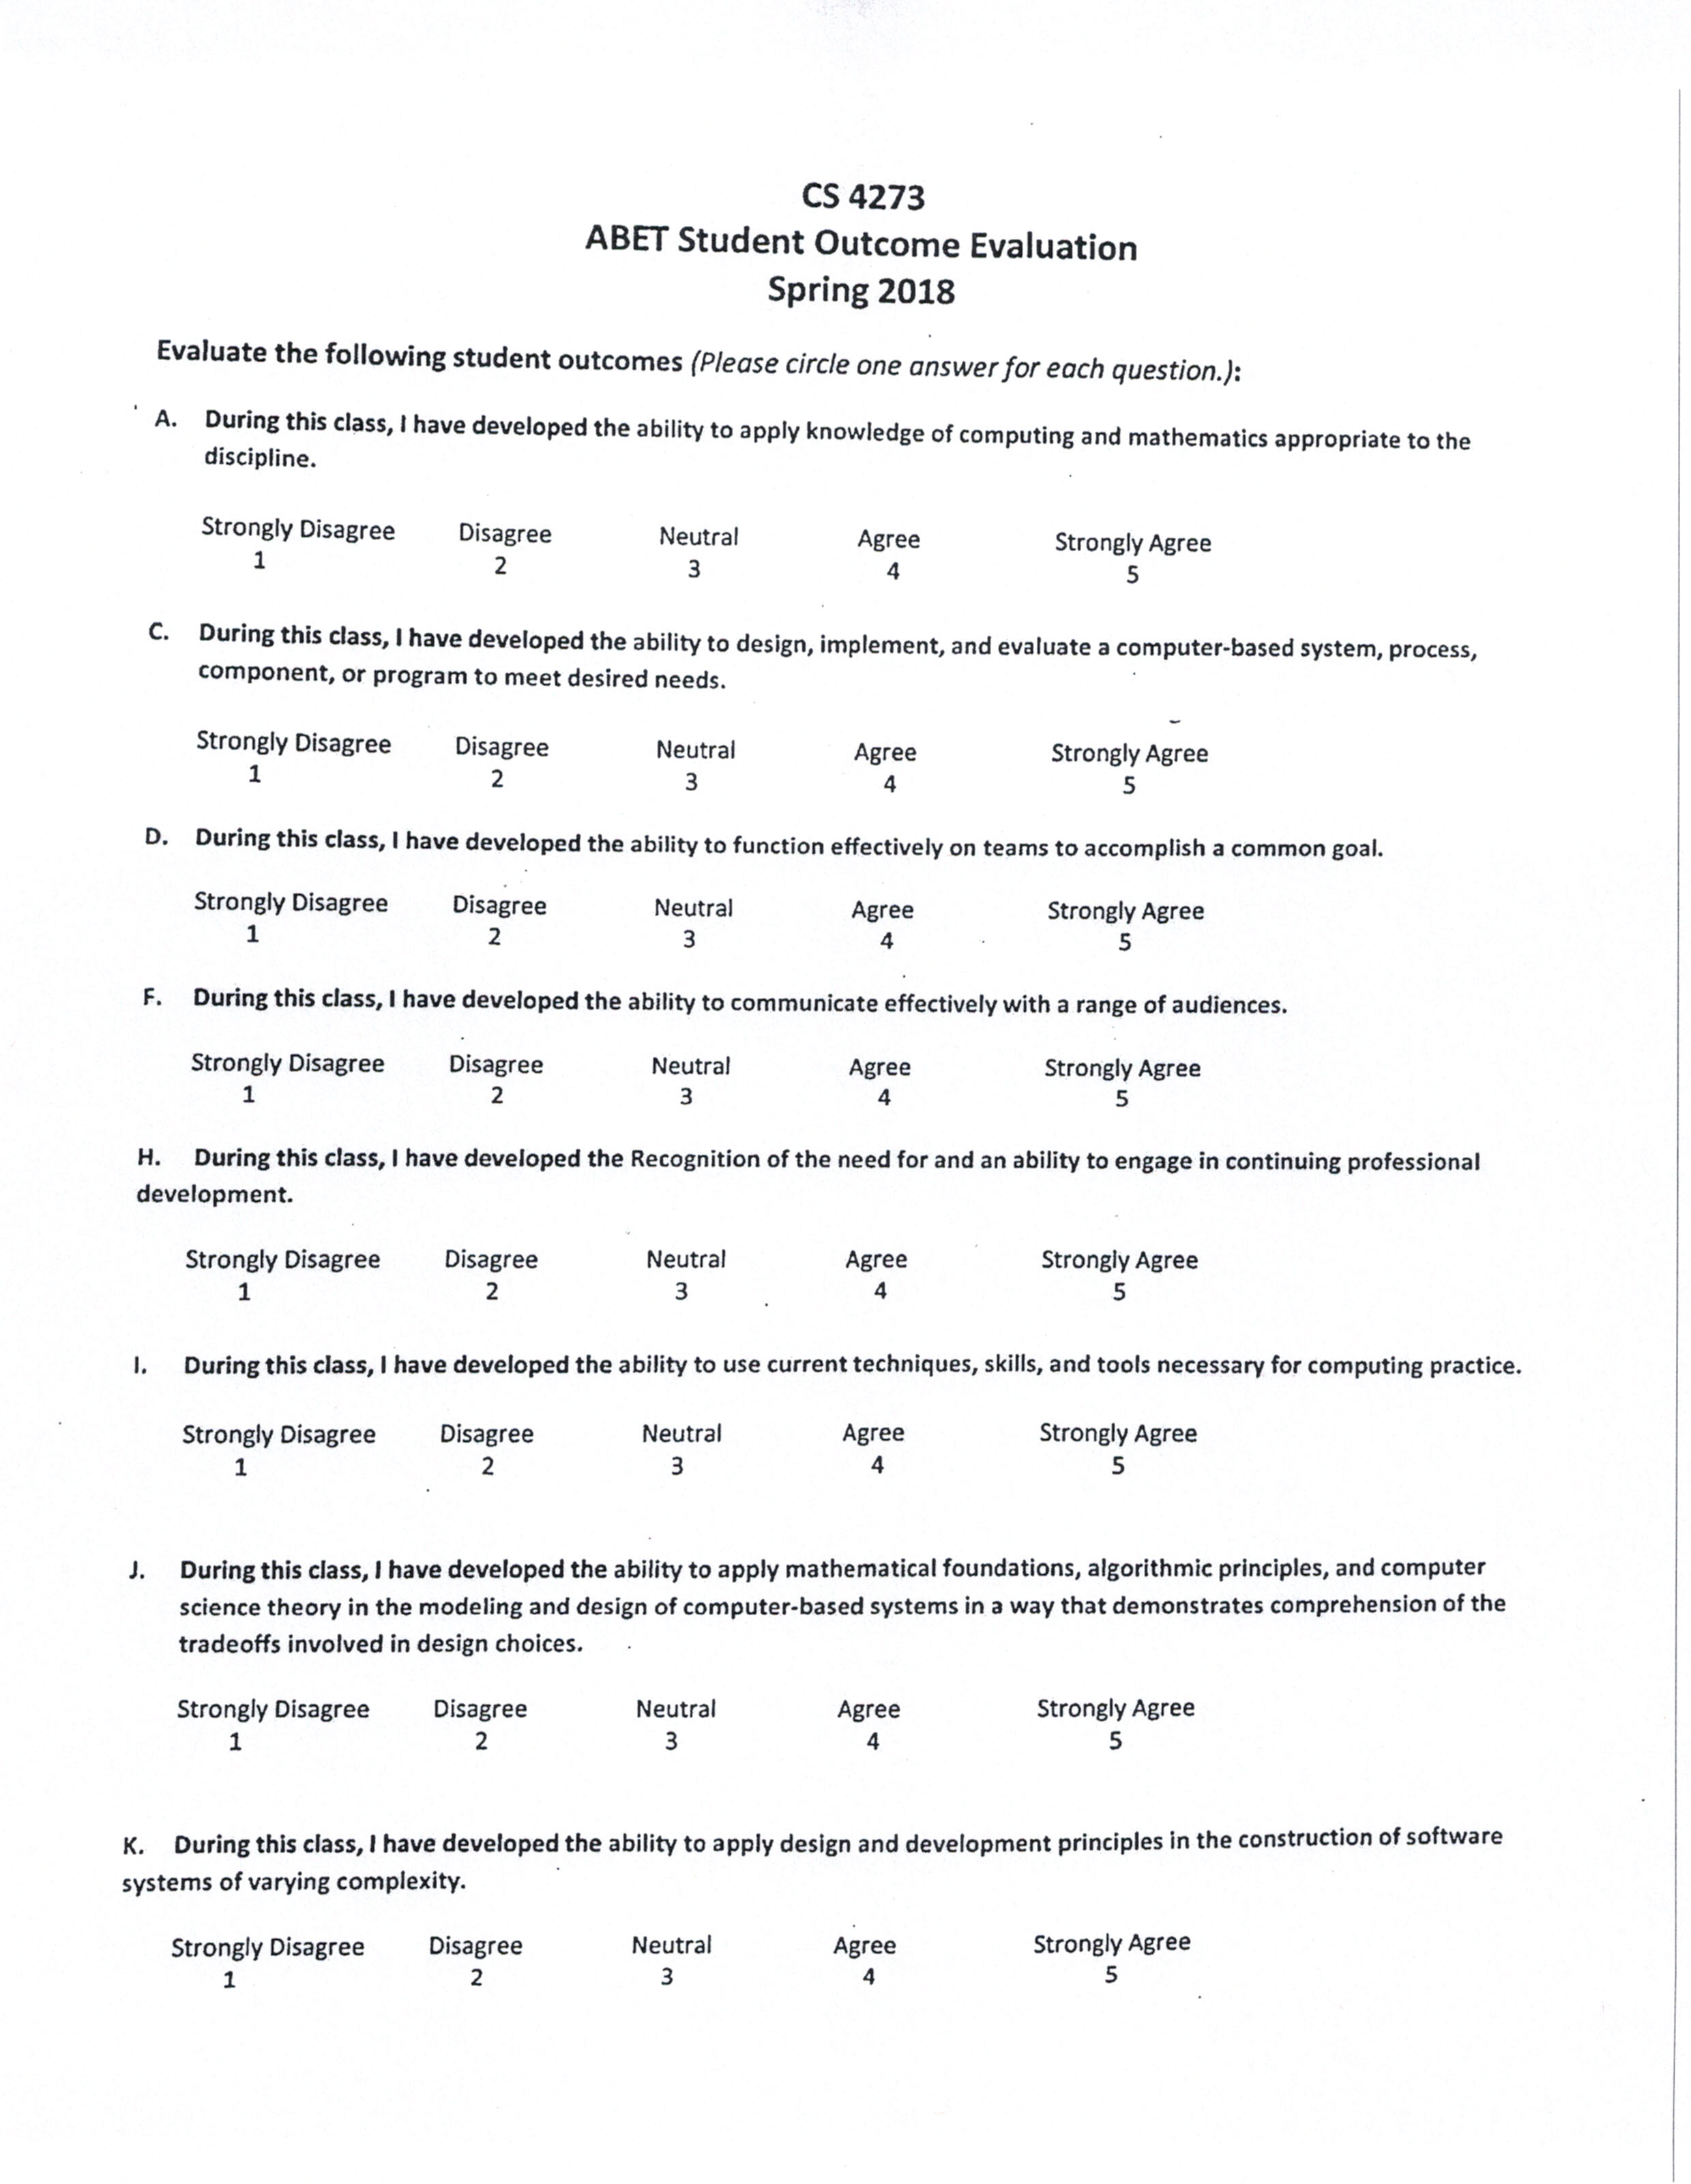 CS 4273
ABET Student Outcome Evaluation
Spring 2018
Evaluate the following student outcomes (Please circle one answer for each question.):
A. During this class, I have developed the ability to apply knowledge of computing and mathematics appropriate to the
discipline.
Strongly Disagree Disagree Neutral Agree Strongly Agree
1 2 3 4 5
C. During this class, I have developed the ability to design, implement, and evaluate a computer-based system, process,
component, or program to meet desired needs.
Strongly Disagree Disagree Neutral Agree Strongly Agree
1 2 3 4 5
D. During this class, I have developed the ability to function effectively on teams to accomplish a common goal.
Strongly Disagree Disagree Neutral Agree Strongly Agree
1 2 3 4 5
F. During this class, I have developed the ability to communicate effectively with a range of audiences.
Strongly Disagree Disagree Neutral Agree Strongly Agree
1 2 3 4 5
H. During this class, I have developed the Recognition of the need for and an ability to engage in continuing professional
development.
Strongly Disagree Disagree Neutral Agree Strongly Agree
1 2 3 4 5
I. During this class, I have developed the ability to use current techniques, skills, and tools necessary for computing practice.
Strongly Disagree Disagree Neutral Agree Strongly Agree
1 2 3 4 5
J. During this class, I have developed the ability to apply mathematical foundations, algorithmic principles, and computer
science theory in the modeling and design of computer-based systems in a way that demonstrates comprehension of the
tradeoffs involved in design choices.
Strongly Disagree Disagree Neutral Agree Strongly Agree
1 2 3 4 5
K. During this class, I have developed the ability to apply design and development principles in the construction of software
systems of varying complexity.
Strongly Disagree Disagree Neutral Agree Strongly Agree
1 2 3 4 5